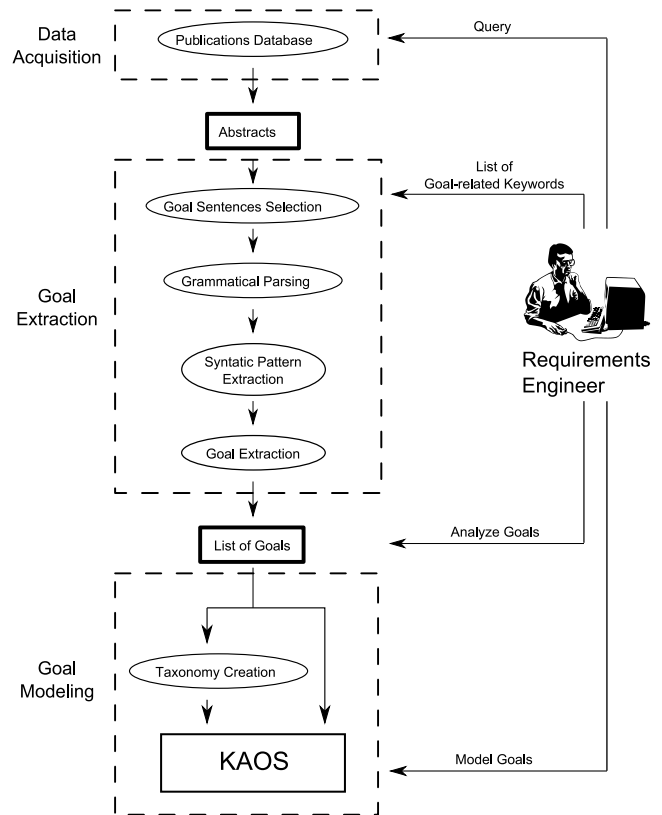 Data
Acquisition
Publications Database
Query
Abstracts
List of
Goal-related Keywords
Goal Sentences Selection
Grammatical Parsing
Goal
Extraction
Syntatic Pattern
Extraction
Requirements
Engineer
Goal Extraction
List of Goals
Analyze Goals
Goal
Modeling
Taxonomy Creation
KAOS
Model Goals